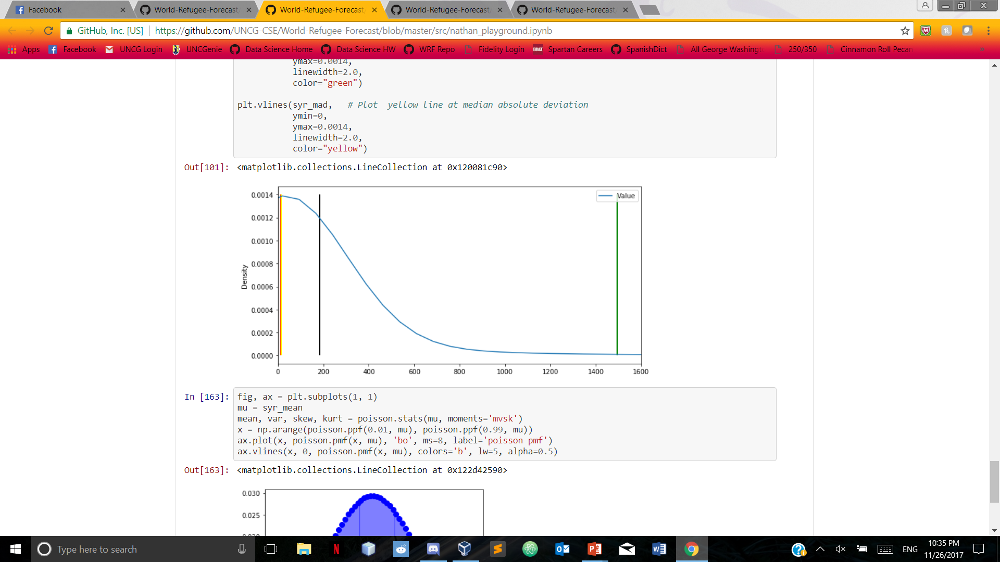 Facebook
World-Refugee-Forecast
World-Refugee-Forecast
World-Refugee-Forecast
World-Refugee-Forecast
GitHub, Inc. [US]
https://github.com/UNCG-CSE/World-Refugee-Forecast/blob/master/src/nathan_playground.ipynb
Apps Facebook UNCG Login UNCGenie Data Science Home Data Science HW WRF Repo Fidelity Login BB&T Spartan Careers SpanishDict All George Washingt 250/350 Cinnamon Roll Pecan
ymax=0.0014,
linewidth=2.0,
color="green")
plt.vlines(syr_mad,   # Plot  yellow line at median absolute deviation
ymin=0,
ymax=0.0014,
linewidth=2.0,
color="yellow")
Out[101]: <matplotlib.collections.LineCollection at 0x120081c90>
Value
Density
0.0014
0.0012
0.0010
0.0008
0.0006
0.0004
0.0002
0.0000
0 200 400 600 800 1000 1200 1400 1600
In [163]: fig, ax = plt.subplots(1, 1)
mu = syr_mean
mean, var, skew, kurt = poisson.stats(mu, moments='mvsk')
x = np.arange(poisson.ppf(0.01, mu), poisson.ppf(0.99, mu))
ax.plot(x, poisson.pmf(x, mu), 'bo', ms=8, label='poisson pmf')
ax.vlines(x, 0, poisson.pmf(x, mu), colors='b', lw=5, alpha=0.5)
Out[163]: <matplotlib.collections.LineCollection at 0x122d42590>
0.030
0.025
0.020
Type here to search
ENG
10:35 PM
11/26/2017